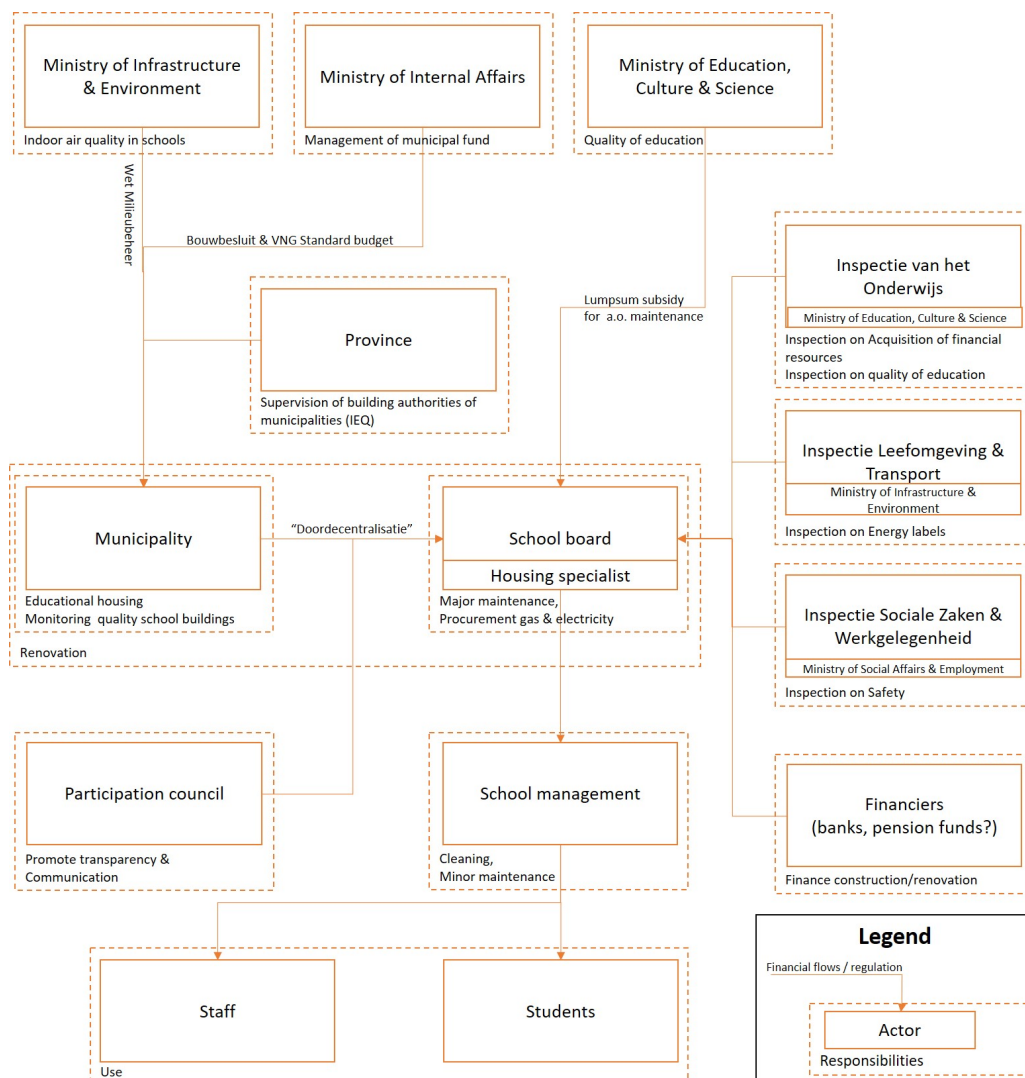 Ministry of Infrastructure
& Environment
Indoor air quality in schools
Ministry of Internal Affairs
Management of municipal fund
Ministry of Education,
Culture & Science
Quality of education
Wet Milieubeheer
Bouwbesluit & VNG Standard budget
Province
Supervision of building authorities of
municipalities (IEQ)
Lumpsum subsidy
for a.o. maintenance
Inspectie van het
Onderwijs
Ministry of Education, Culture & Science
Inspection on Acquisition of financial
resources
Inspection on quality of education
Inspectie Leefomgeving &
Transport
Ministry of Infrastructure &
Environment
Inspection on Energy labels
Municipality
Educational housing
Monitoring quality school buildings
"Doordecentralisatie"
School board
Housing specialist
Major maintenance,
Procurement gas & electricity
Renovation
Inspectie Sociale Zaken &
Werkgelegenheid
Ministry of Social Affairs & Employment
Inspection on Safety
Participation council
Promote transparency &
Communication
School management
Cleaning,
Minor maintenance
Financiers
(banks, pension funds?)
Finance construction/renovation
Staff
Students
Use
Legend
Financial flows / regulation
Actor
Responsibilities